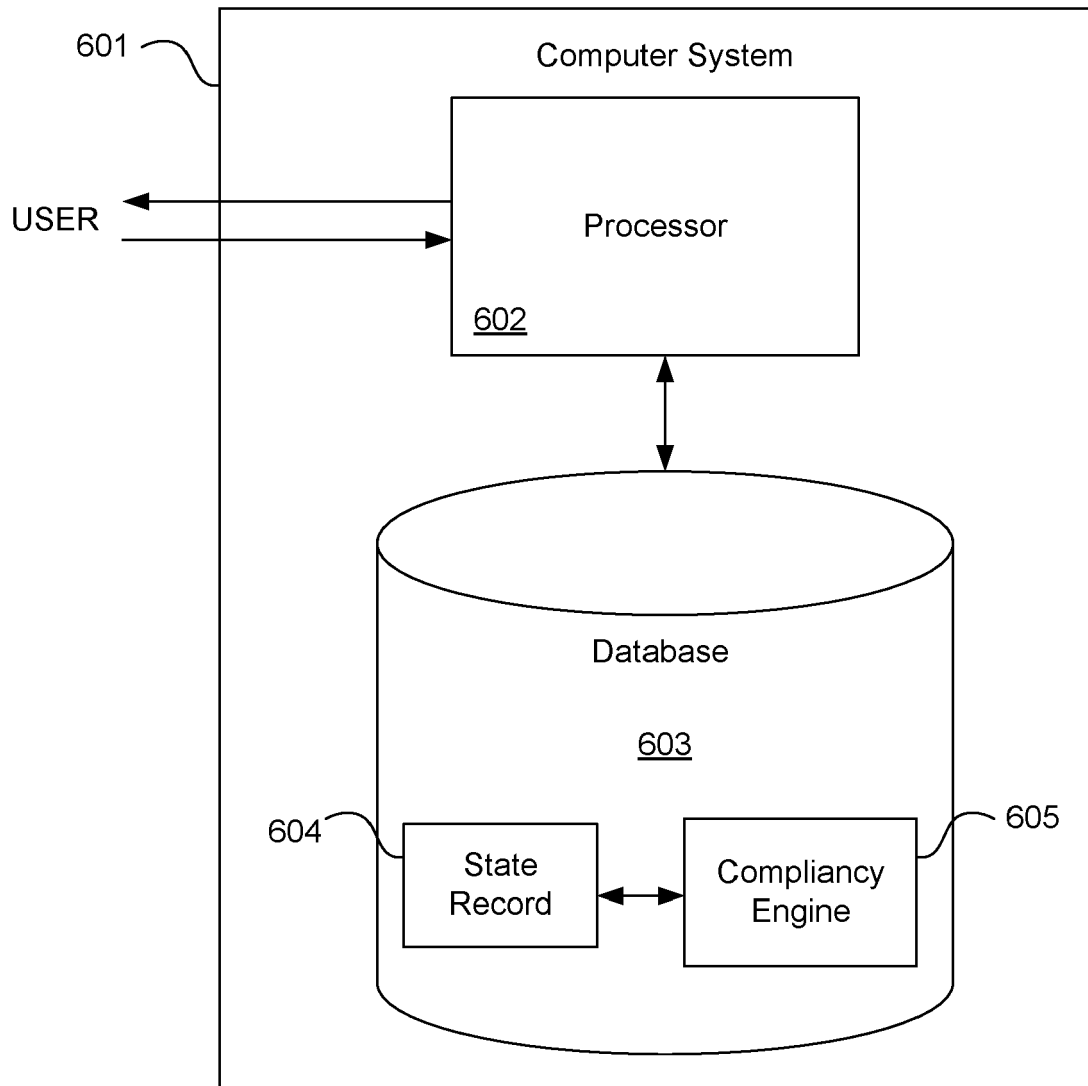 601
Computer System
USER
Processor
602
Database
603
604
State
Record
Compliancy
Engine
605